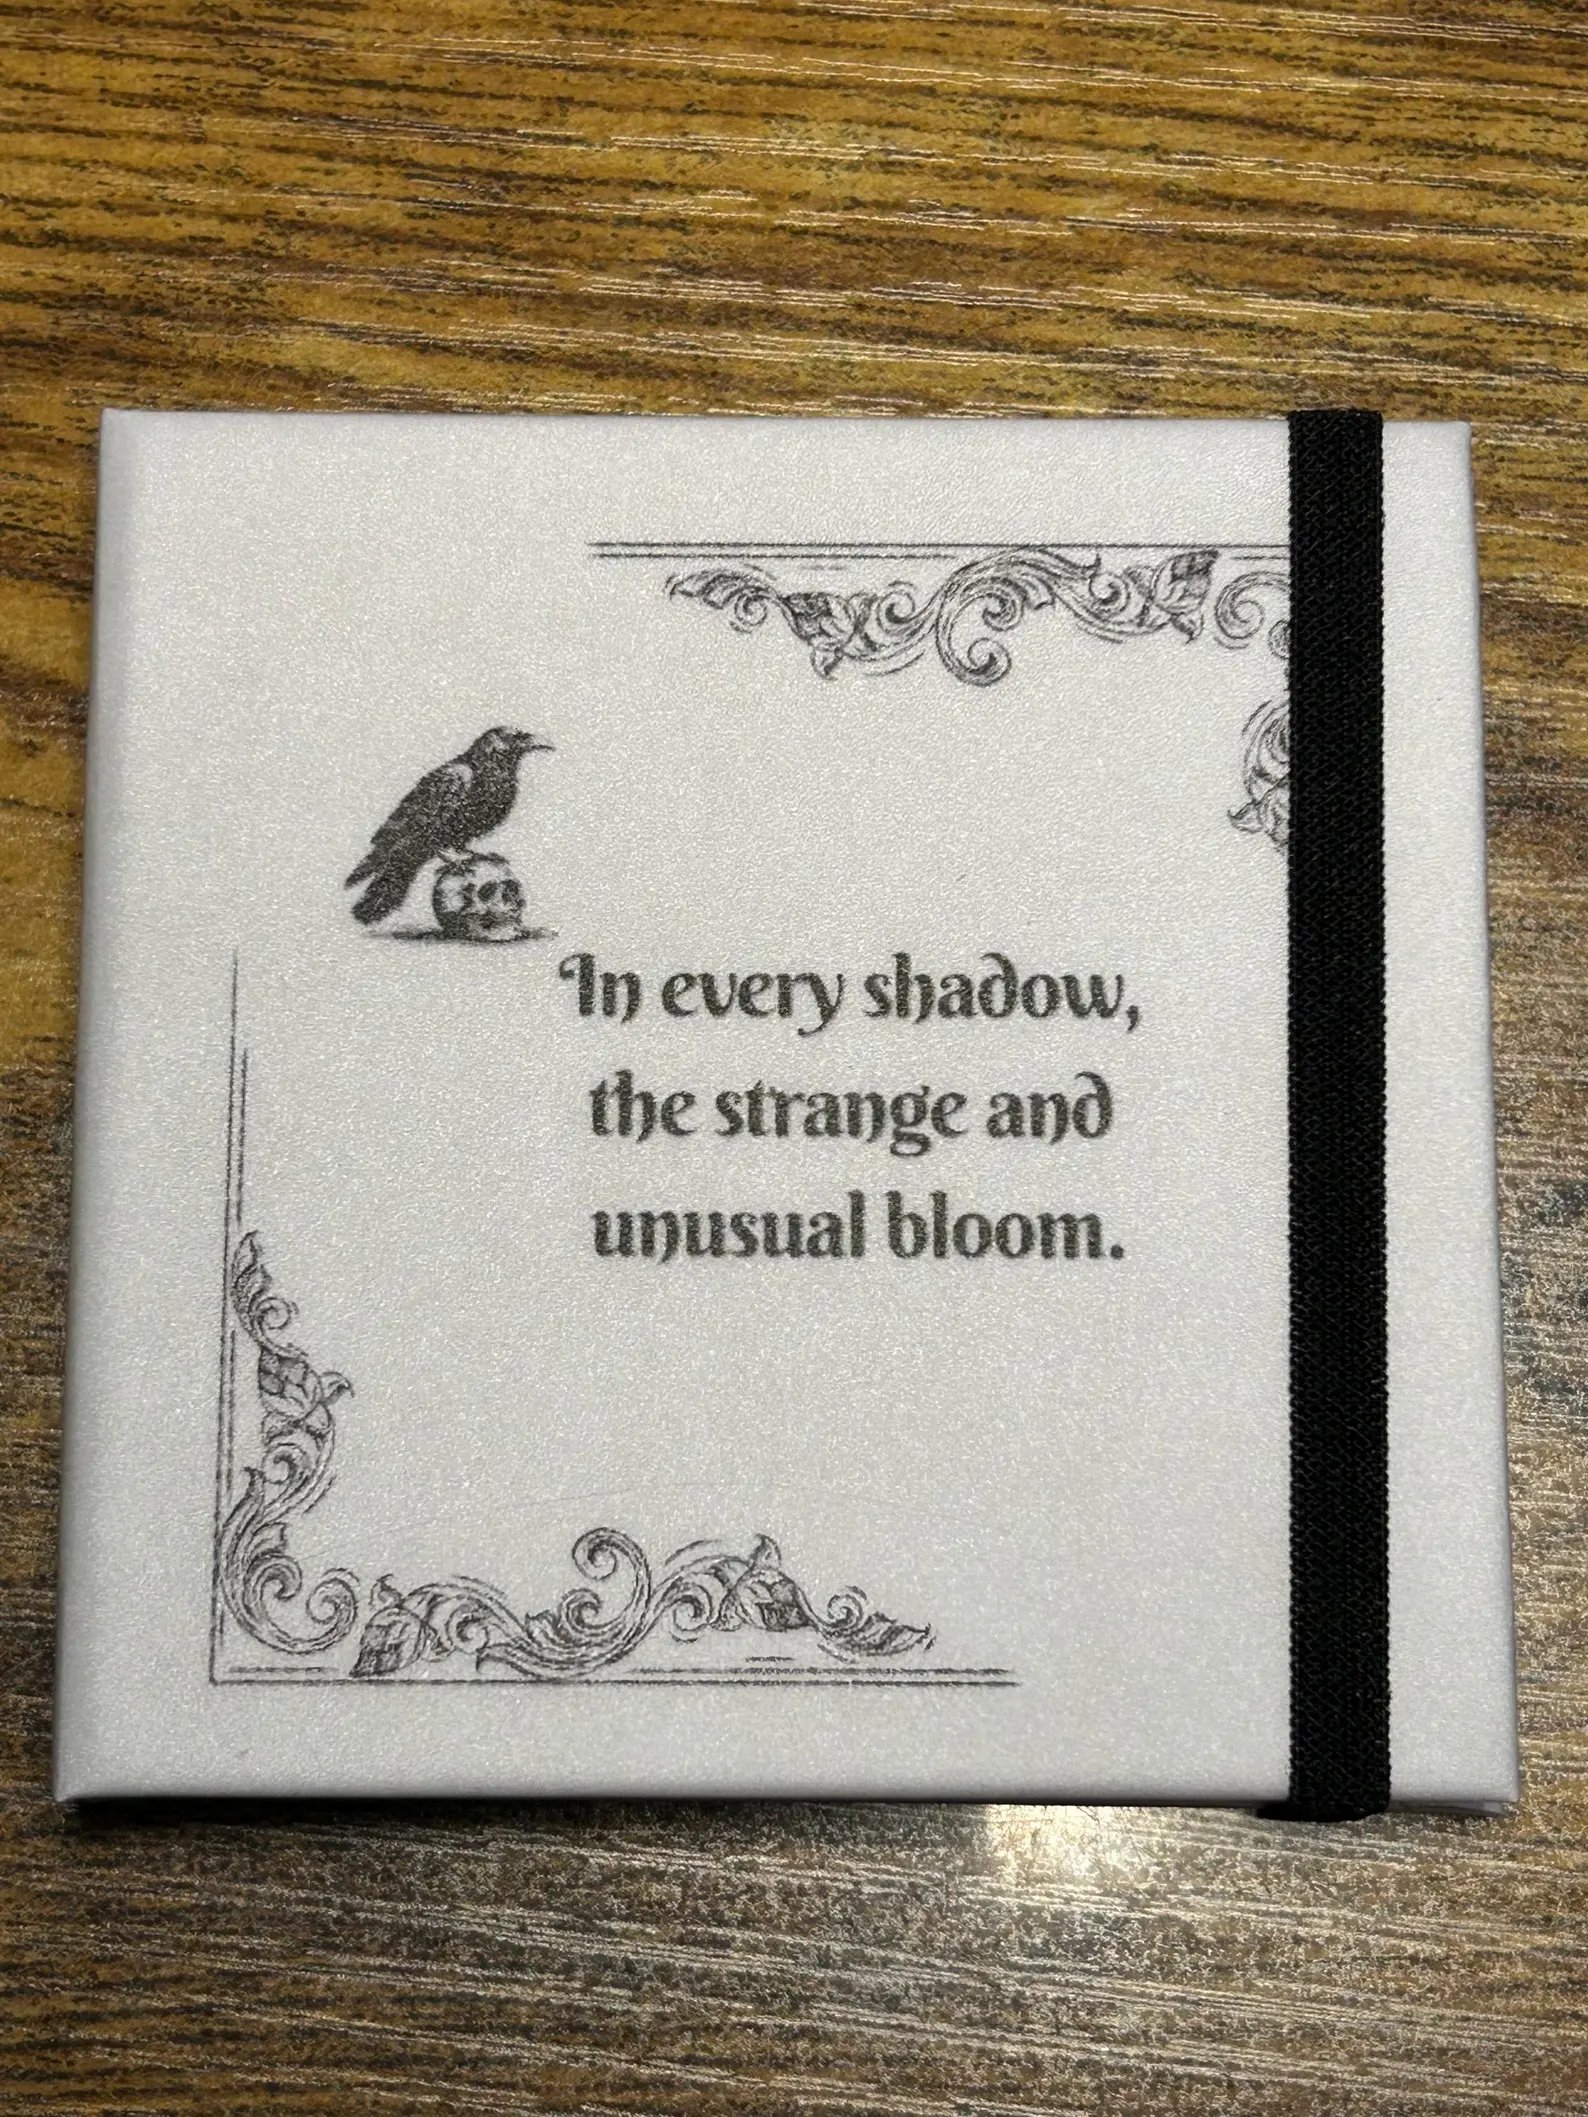 In every shadow,
the strange and
unusual bloom.